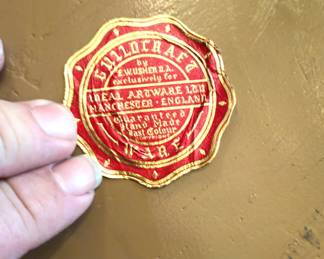 GUILDCRAFT
by
E.W.USHER R.A.
exclusively for
IDEAL ARTWARE LTD
MANCHESTER · ENGLAND
Guaranteed
Hand Made
Fast Colour
WARE